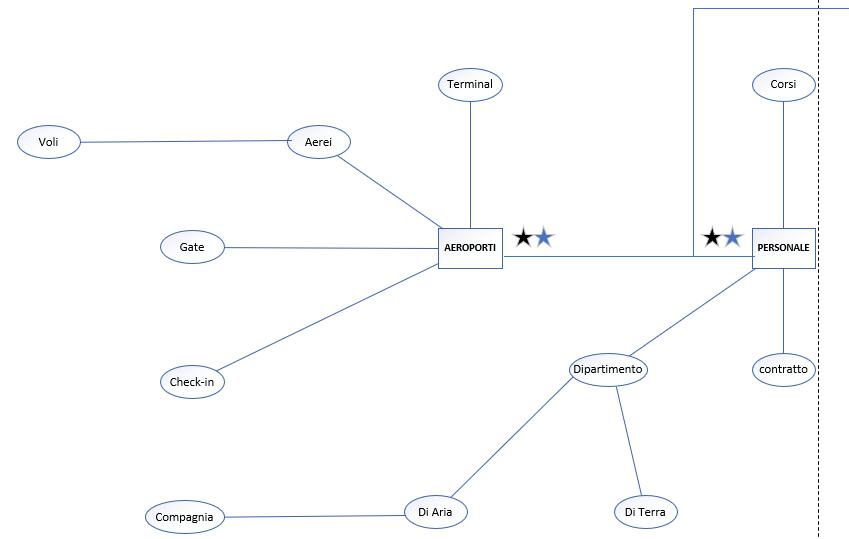 Terminal
Corsi
Voli
Aerei
Gate
AEROPORTI
PERSONALE
Check-in
Dipartimento
contratto
Compagnia
Di Aria
Di Terra